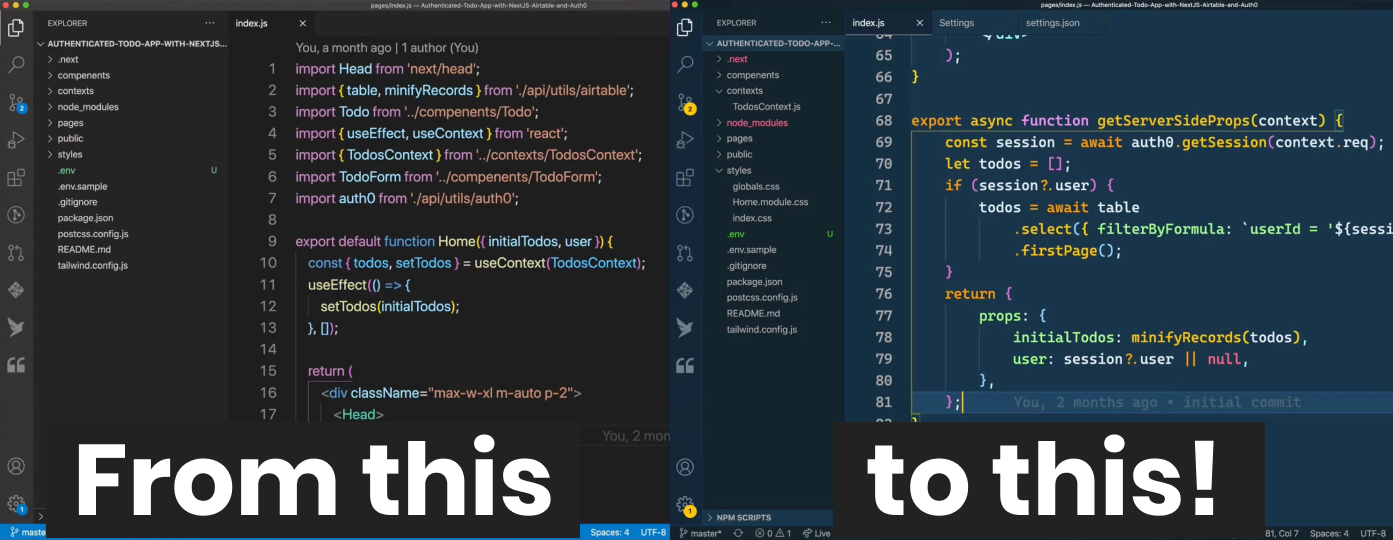 pages/index.js — Authenticated-Todo-App-with-NextJS-Airtable-and-Auth0
EXPLORER ···
index.js ×
AUTHENTICATED-TODO-APP-WITH-NEXTJS...
.next
compenents
contexts
node_modules
pages
public
styles
.env U
.env.sample
.gitignore
package.json
postcss.config.js
README.md
tailwind.config.js
2
1
You, a month ago | 1 author (You)
1 import Head from 'next/head';
2 import { table, minifyRecords } from './api/utils/airtable';
3 import Todo from '../compenents/Todo';
4 import { useEffect, useContext } from 'react';
5 import { TodosContext } from '../contexts/TodosContext';
6 import TodoForm from '../compenents/TodoForm';
7 import auth0 from './api/utils/auth0';
8
9 export default function Home({ initialTodos, user }) {
10 const { todos, setTodos } = useContext(TodosContext);
11 useEffect(() => {
12 setTodos(initialTodos);
13 }, []);
14
15 return (
16 <div className="max-w-xl m-auto p-2">
17 <Head>
You, 2 mon
From this
Spaces: 4 UTF-8
pages/index.js — Authenticated-Todo-App-with-NextJS-Airtable-and-Auth0
EXPLORER ···
index.js × Settings settings.json
AUTHENTICATED-TODO-APP-...
.next
compenents
contexts
TodosContext.js
node_modules
pages
public
styles
globals.css
Home.module.css
index.css
.env U
.env.sample
.gitignore
package.json
postcss.config.js
README.md
tailwind.config.js
2
1
NPM SCRIPTS
65 );
66 }
67
68 export async function getServerSideProps(context) {
69 const session = await auth0.getSession(context.req);
70 let todos = [];
71 if (session?.user) {
72 todos = await table
73 .select({ filterByFormula: `userId = '${sessi
74 .firstPage();
75 }
76 return {
77 props: {
78 initialTodos: minifyRecords(todos),
79 user: session?.user || null,
80 },
81 }; You, 2 months ago • initial commit
to this!
master* 0 1 Live
81, Col 7 Spaces: 4 UTF-8